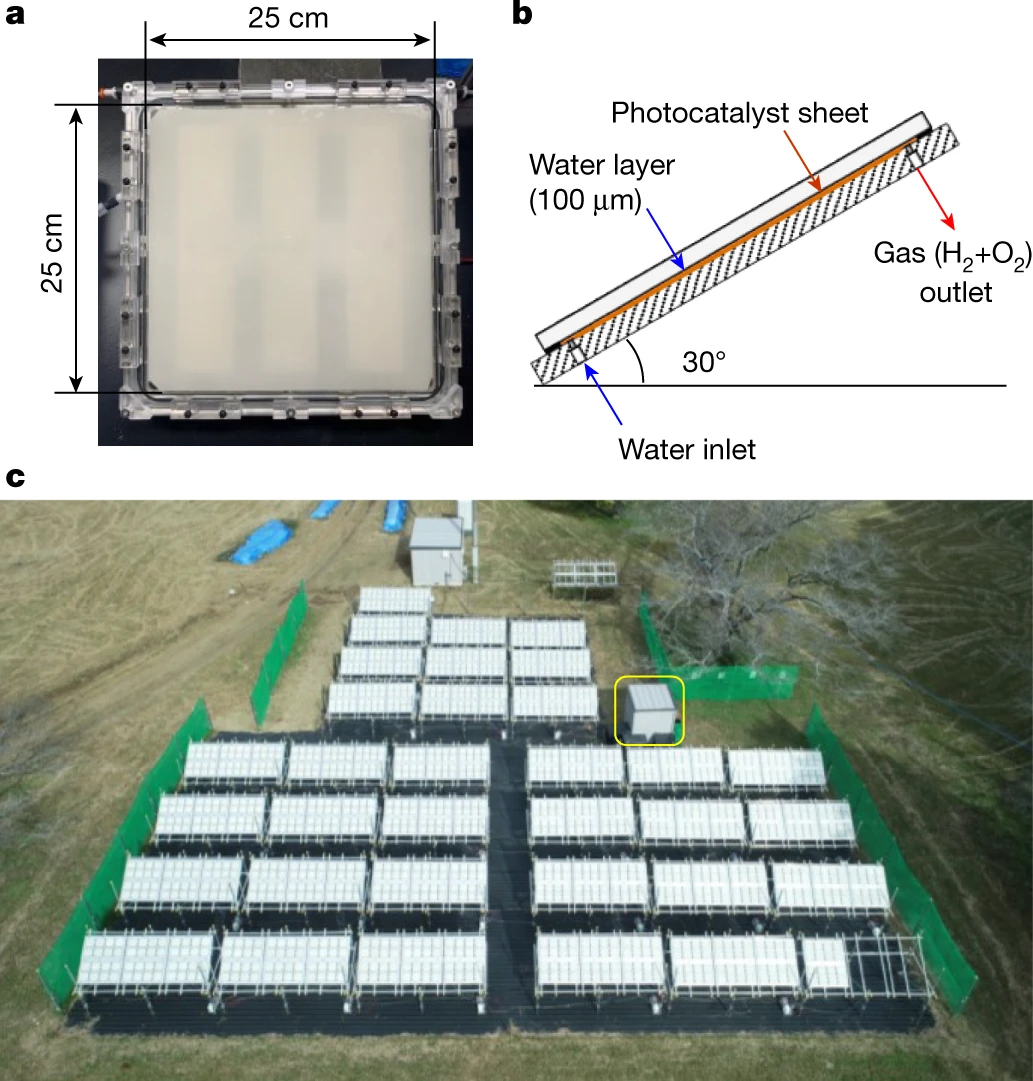 a
25 cm
25 cm
b
Photocatalyst sheet
Water layer
(100 μm)
Gas (H₂+O₂)
outlet
30°
Water inlet
c